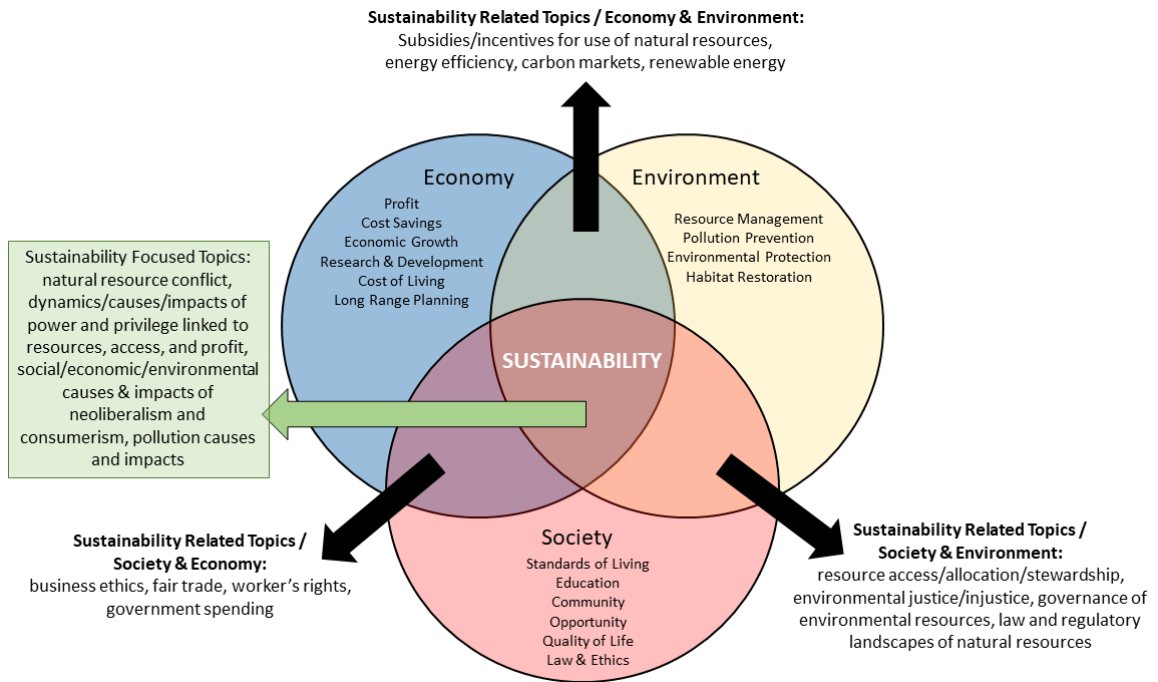 Sustainability Related Topics / Economy & Environment:
Subsidies/incentives for use of natural resources,
energy efficiency, carbon markets, renewable energy
Economy
Profit
Cost Savings
Economic Growth
Research & Development
Cost of Living
Long Range Planning
Environment
Resource Management
Pollution Prevention
Environmental Protection
Habitat Restoration
Sustainability Focused Topics:
natural resource conflict,
dynamics/causes/impacts of
power and privilege linked to
resources, access, and profit,
social/economic/environmental
causes & impacts of
neoliberalism and
consumerism, pollution causes
and impacts
SUSTAINABILITY
Society
Standards of Living
Education
Community
Opportunity
Quality of Life
Law & Ethics
Sustainability Related Topics /
Society & Economy:
business ethics, fair trade, worker’s rights,
government spending
Sustainability Related Topics /
Society & Environment:
resource access/allocation/stewardship,
environmental justice/injustice, governance of
environmental resources, law and regulatory
landscapes of natural resources